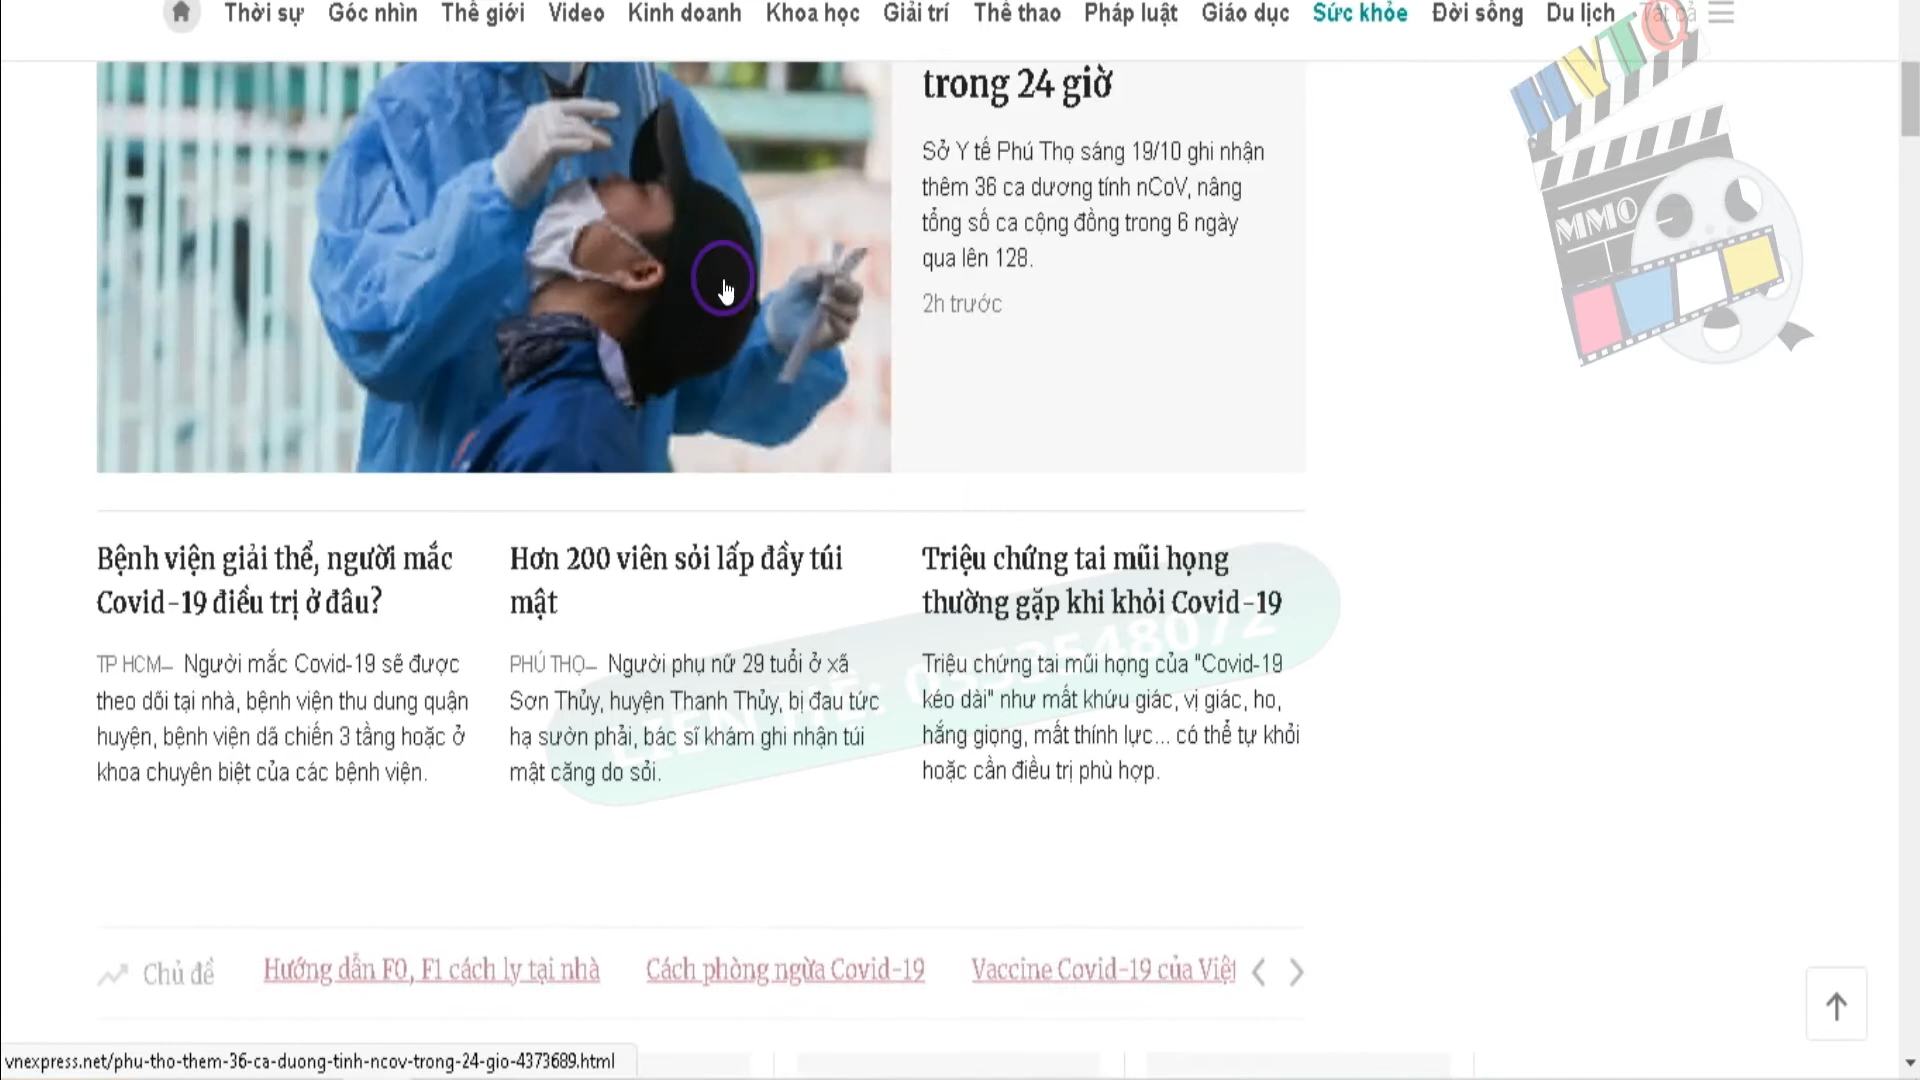 Thời sự Góc nhìn Thế giới Video Kinh doanh Khoa học Giải trí Thể thao Pháp luật Giáo dục Sức khỏe Đời sống Du lịch Tất cả
HVTQ
MMO
trong 24 giờ
Sở Y tế Phú Thọ sáng 19/10 ghi nhận
thêm 36 ca dương tính nCoV, nâng
tổng số ca cộng đồng trong 6 ngày
qua lên 128.
2h trước
Bệnh viện giải thể, người mắc
Covid-19 điều trị ở đâu?
TP HCM– Người mắc Covid-19 sẽ được
theo dõi tại nhà, bệnh viện thu dung quận
huyện, bệnh viện dã chiến 3 tầng hoặc ở
khoa chuyên biệt của các bệnh viện.
Hơn 200 viên sỏi lấp đầy túi
mật
PHÚ THỌ– Người phụ nữ 29 tuổi ở xã
Sơn Thủy, huyện Thanh Thủy, bị đau tức
hạ sườn phải, bác sĩ khám ghi nhận túi
mật căng do sỏi.
Triệu chứng tai mũi họng
thường gặp khi khỏi Covid-19
Triệu chứng tai mũi họng của "Covid-19
kéo dài" như mất khứu giác, vị giác, ho,
hắng giọng, mất thính lực... có thể tự khỏi
hoặc cần điều trị phù hợp.
LIÊN HỆ:
Chủ đề Hướng dẫn F0, F1 cách ly tại nhà Cách phòng ngừa Covid-19 Vaccine Covid-19 của Việt
vnexpress.net/phu-tho-them-36-ca-duong-tinh-ncov-trong-24-gio-4373689.html